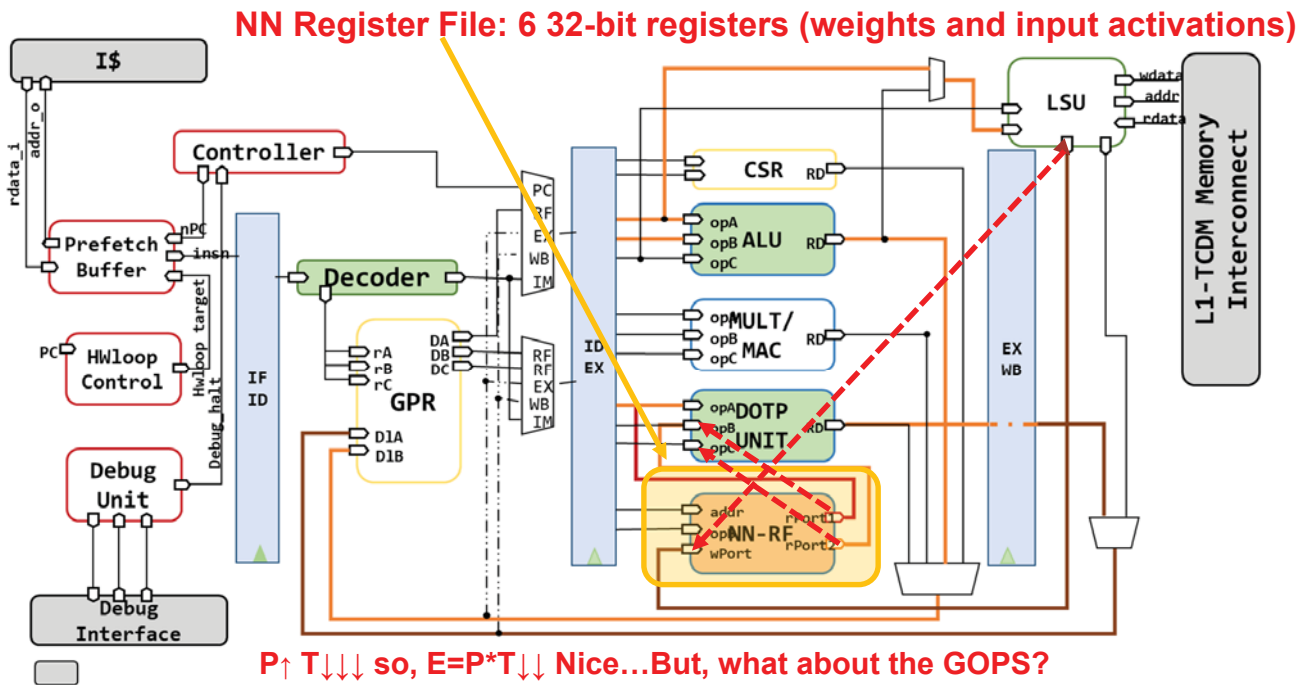 NN Register File: 6 32-bit registers (weights and input activations)
I$
rdata_i
addr_o
Controller
nPC
insn
Prefetch
Buffer
HWloop
Control
PC
Hwloop target
Debug_halt
Debug
Unit
Debug
Interface
IF
ID
Decoder
rA
rB
rC
DA
DB
DC
GPR
D1A
D1B
PC
RF
EX
WB
IM
RF
RF
EX
WB
IM
ID
EX
CSR
RD
opA
opB
opC
ALU
RD
opB
opC
MULT/
MAC
RD
opA
opB
opC
DOTP
UNIT
RD
addr
wPort
NN-RF
rPort1
rPort2
EX
WB
LSU
wdata
addr
rdata
L1-TCDM Memory
Interconnect
P↑ T↓↓↓ so, E=P*T↓↓ Nice...But, what about the GOPS?